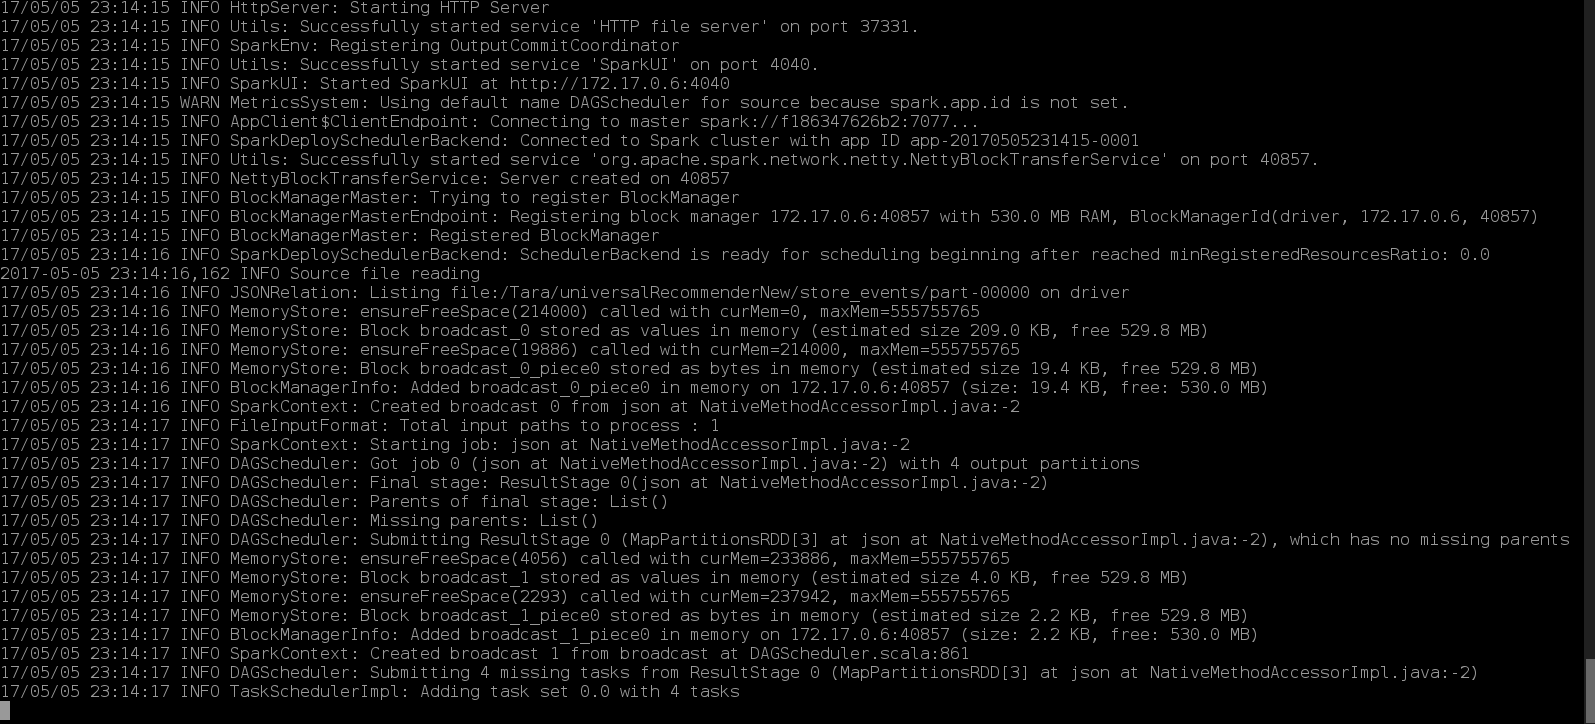 17/05/05 23:14:15 INFO HttpServer: Starting HTTP Server
17/05/05 23:14:15 INFO Utils: Successfully started service 'HTTP file server' on port 37331.
17/05/05 23:14:15 INFO SparkEnv: Registering OutputCommitCoordinator
17/05/05 23:14:15 INFO Utils: Successfully started service 'SparkUI' on port 4040.
17/05/05 23:14:15 INFO SparkUI: Started SparkUI at http://172.17.0.6:4040
17/05/05 23:14:15 WARN MetricsSystem: Using default name DAGScheduler for source because spark.app.id is not set.
17/05/05 23:14:15 INFO AppClient$ClientEndpoint: Connecting to master spark://f186347626b2:7077...
17/05/05 23:14:15 INFO SparkDeploySchedulerBackend: Connected to Spark cluster with app ID app-20170505231415-0001
17/05/05 23:14:15 INFO Utils: Successfully started service 'org.apache.spark.network.netty.NettyBlockTransferService' on port 40857.
17/05/05 23:14:15 INFO NettyBlockTransferService: Server created on 40857
17/05/05 23:14:15 INFO BlockManagerMaster: Trying to register BlockManager
17/05/05 23:14:15 INFO BlockManagerMasterEndpoint: Registering block manager 172.17.0.6:40857 with 530.0 MB RAM, BlockManagerId(driver, 172.17.0.6, 40857)
17/05/05 23:14:15 INFO BlockManagerMaster: Registered BlockManager
17/05/05 23:14:16 INFO SparkDeploySchedulerBackend: SchedulerBackend is ready for scheduling beginning after reached minRegisteredResourcesRatio: 0.0
2017-05-05 23:14:16,162 INFO Source file reading
17/05/05 23:14:16 INFO JSONRelation: Listing file:/Tara/universalRecommenderNew/store_events/part-00000 on driver
17/05/05 23:14:16 INFO MemoryStore: ensureFreeSpace(214000) called with curMem=0, maxMem=555755765
17/05/05 23:14:16 INFO MemoryStore: Block broadcast_0 stored as values in memory (estimated size 209.0 KB, free 529.8 MB)
17/05/05 23:14:16 INFO MemoryStore: ensureFreeSpace(19886) called with curMem=214000, maxMem=555755765
17/05/05 23:14:16 INFO MemoryStore: Block broadcast_0_piece0 stored as bytes in memory (estimated size 19.4 KB, free 529.8 MB)
17/05/05 23:14:16 INFO BlockManagerInfo: Added broadcast_0_piece0 in memory on 172.17.0.6:40857 (size: 19.4 KB, free: 530.0 MB)
17/05/05 23:14:16 INFO SparkContext: Created broadcast 0 from json at NativeMethodAccessorImpl.java:-2
17/05/05 23:14:17 INFO FileInputFormat: Total input paths to process : 1
17/05/05 23:14:17 INFO SparkContext: Starting job: json at NativeMethodAccessorImpl.java:-2
17/05/05 23:14:17 INFO DAGScheduler: Got job 0 (json at NativeMethodAccessorImpl.java:-2) with 4 output partitions
17/05/05 23:14:17 INFO DAGScheduler: Final stage: ResultStage 0(json at NativeMethodAccessorImpl.java:-2)
17/05/05 23:14:17 INFO DAGScheduler: Parents of final stage: List()
17/05/05 23:14:17 INFO DAGScheduler: Missing parents: List()
17/05/05 23:14:17 INFO DAGScheduler: Submitting ResultStage 0 (MapPartitionsRDD[3] at json at NativeMethodAccessorImpl.java:-2), which has no missing parents
17/05/05 23:14:17 INFO MemoryStore: ensureFreeSpace(4056) called with curMem=233886, maxMem=555755765
17/05/05 23:14:17 INFO MemoryStore: Block broadcast_1 stored as values in memory (estimated size 4.0 KB, free 529.8 MB)
17/05/05 23:14:17 INFO MemoryStore: ensureFreeSpace(2293) called with curMem=237942, maxMem=555755765
17/05/05 23:14:17 INFO MemoryStore: Block broadcast_1_piece0 stored as bytes in memory (estimated size 2.2 KB, free 529.8 MB)
17/05/05 23:14:17 INFO BlockManagerInfo: Added broadcast_1_piece0 in memory on 172.17.0.6:40857 (size: 2.2 KB, free: 530.0 MB)
17/05/05 23:14:17 INFO SparkContext: Created broadcast 1 from broadcast at DAGScheduler.scala:861
17/05/05 23:14:17 INFO DAGScheduler: Submitting 4 missing tasks from ResultStage 0 (MapPartitionsRDD[3] at json at NativeMethodAccessorImpl.java:-2)
17/05/05 23:14:17 INFO TaskSchedulerImpl: Adding task set 0.0 with 4 tasks